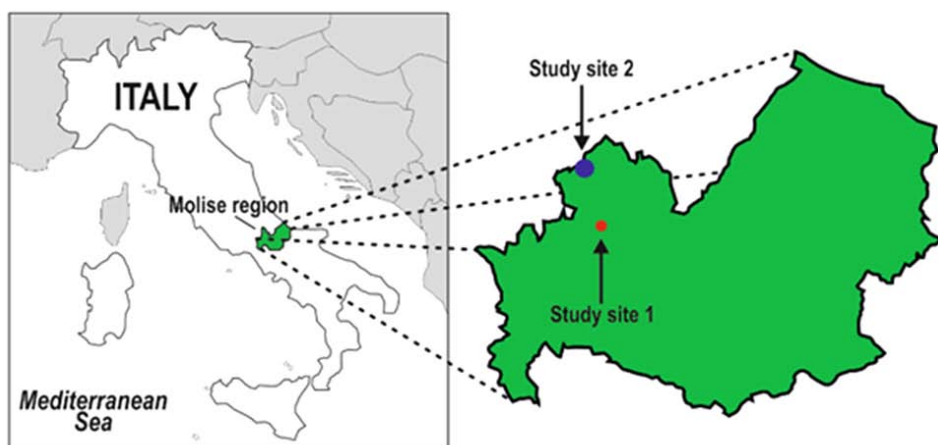 ITALY
Molise region
Mediterranean
Sea
Study site 2
Study site 1